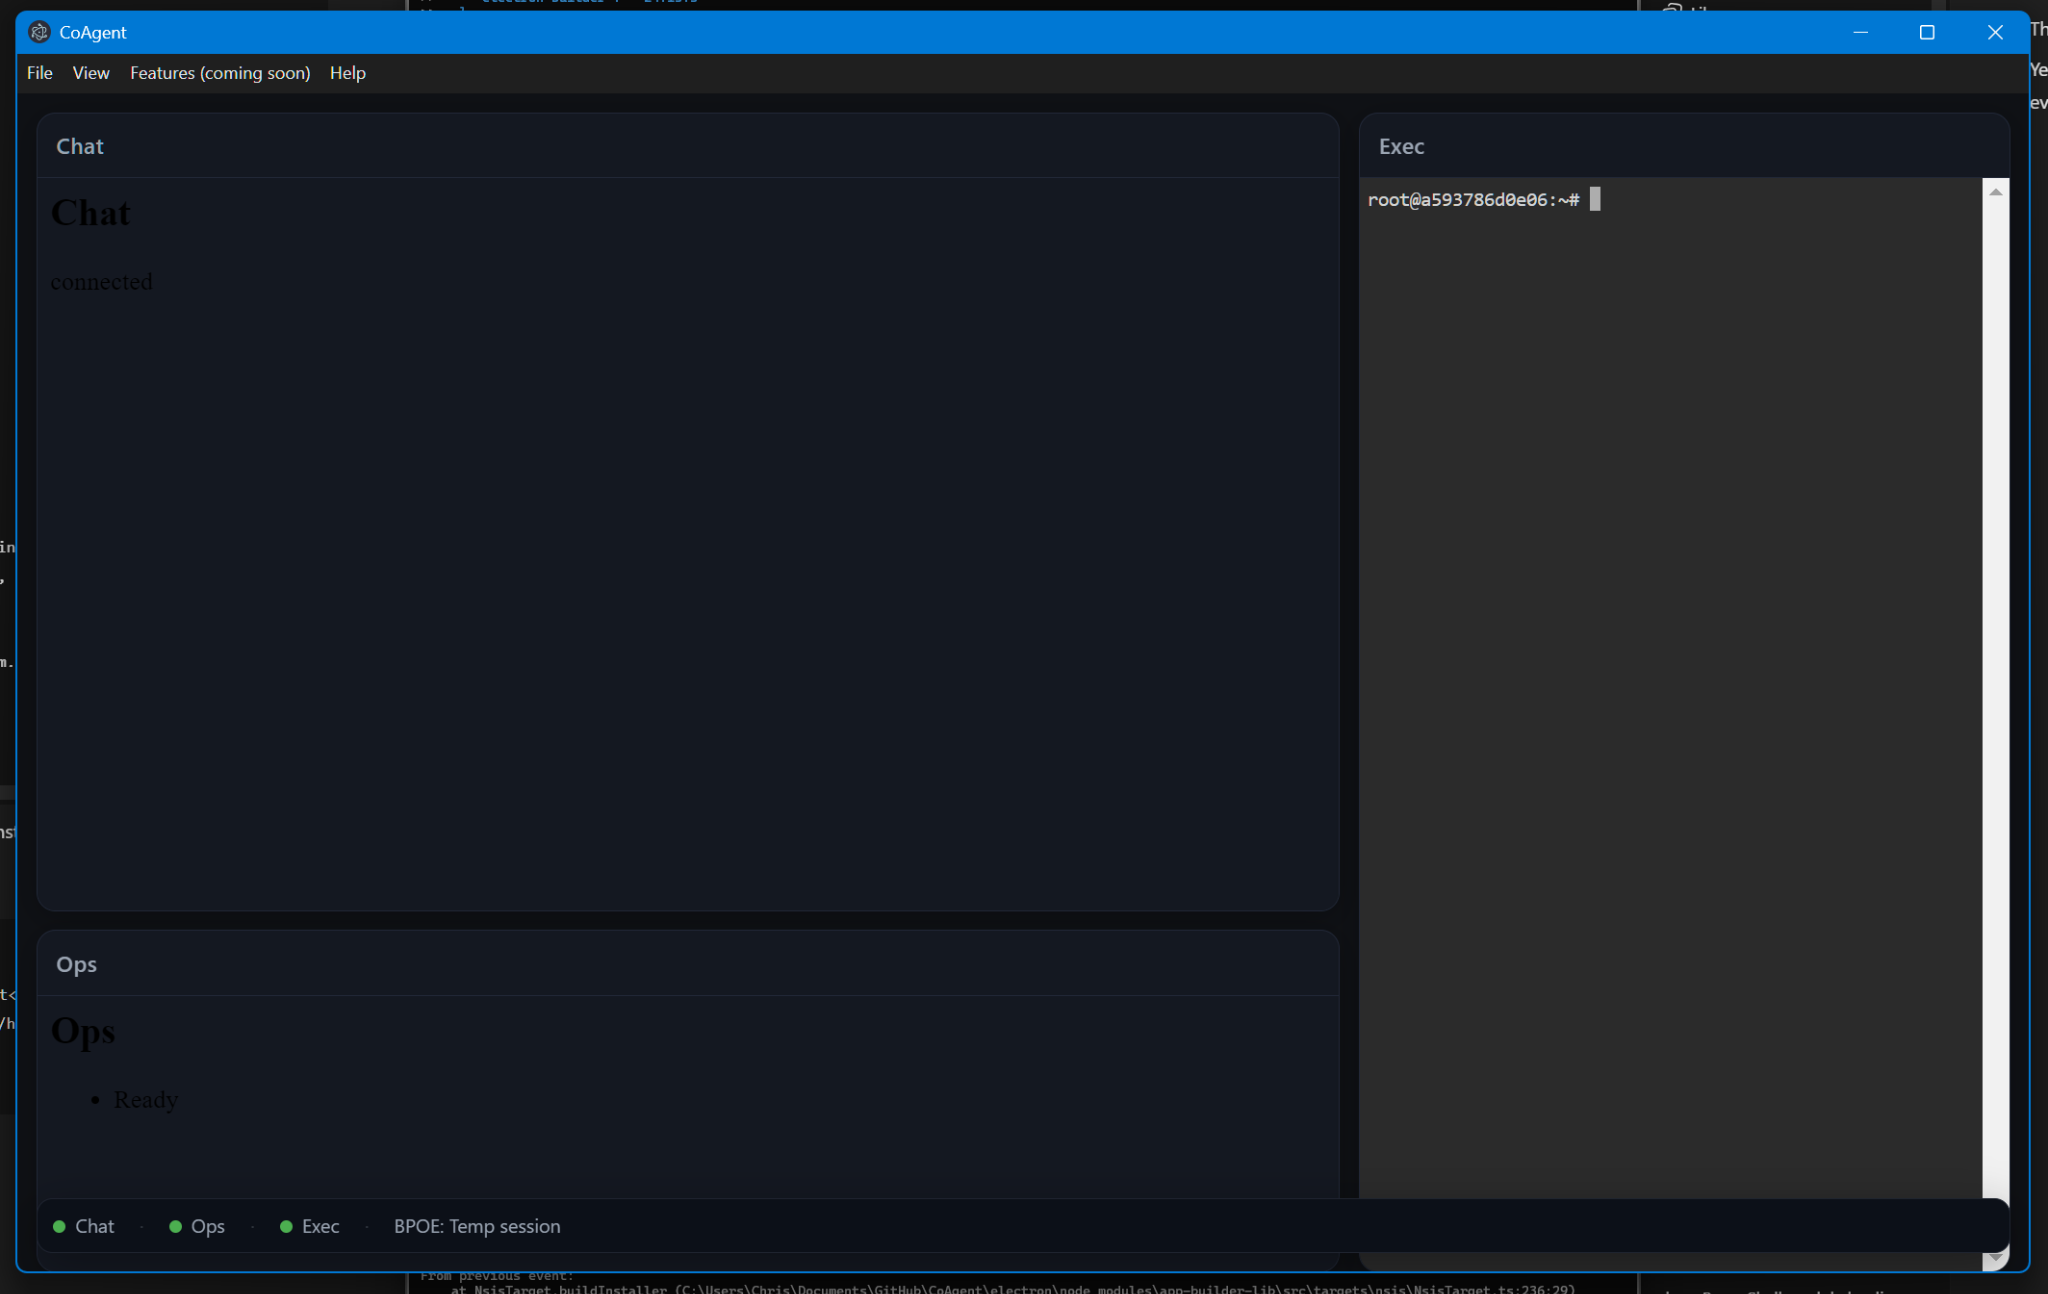 CoAgent
File View Features (coming soon) Help
Chat
Chat
connected
Exec
root@a593786d0e06:~#
Ops
Ops
• Ready
Chat · Ops · Exec · BPOE: Temp session
From previous event:
at NsisTarget.buildInstaller (C:\Users\Chris\Documents\GitHub\CoAgent\electron\node_modules\app-builder-lib\src\targets\nsis\NsisTarget.ts:236:29)